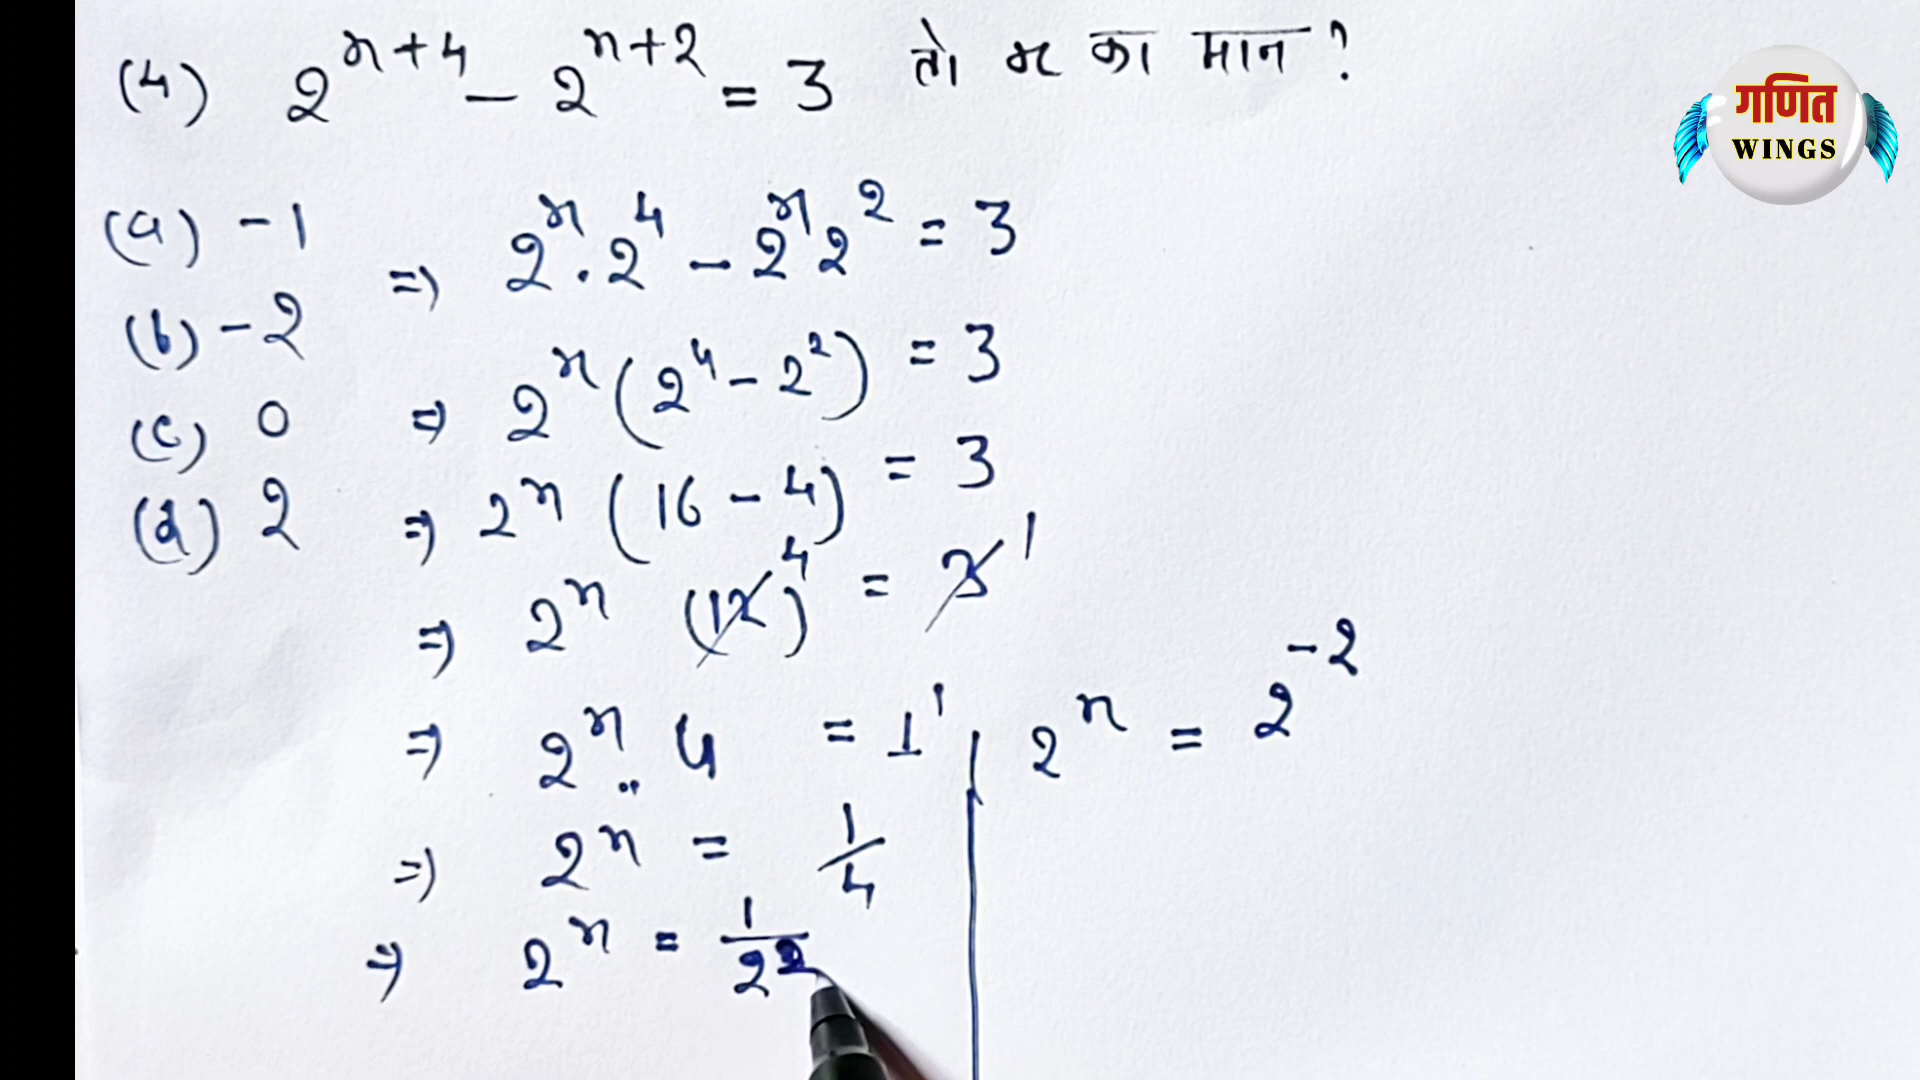 (4) 2^{x+4} - 2^{x+2} = 3 तो x का मान ?
(a) -1
(b) -2
(c) 0
(d) 2
⇒ 2^x . 2^4 - 2^x 2^2 = 3
⇒ 2^x (2^4 - 2^2) = 3
⇒ 2^x (16 - 4) = 3
⇒ 2^x (12)^4 = 3^1
⇒ 2^x . 4 = 1^1
⇒ 2^x = 1/4
⇒ 2^x = 1/2^2
2^x = 2^{-2}
गणित
WINGS